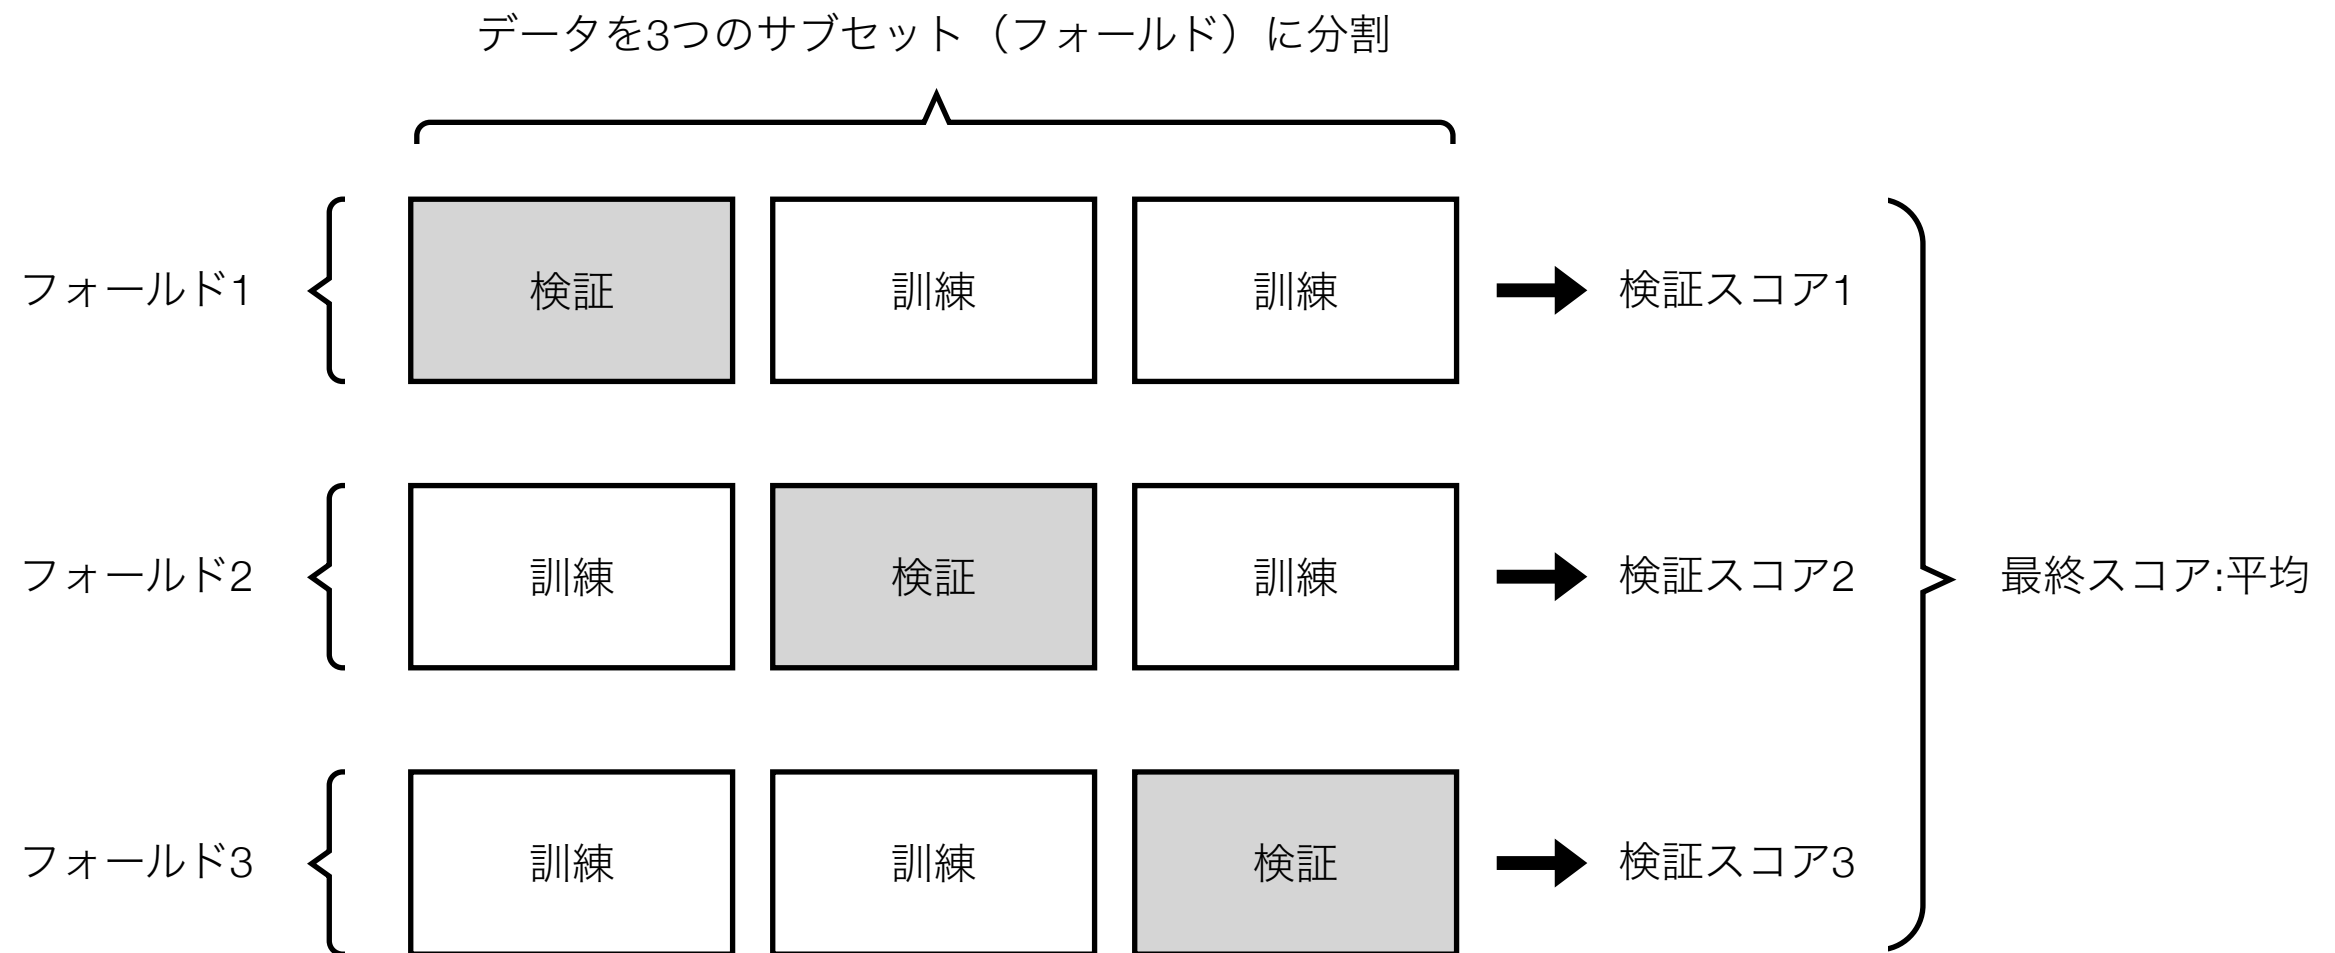 データを3つのサブセット（フォールド）に分割
フォールド1 検証 訓練 訓練 検証スコア1
フォールド2 訓練 検証 訓練 検証スコア2 最終スコア:平均
フォールド3 訓練 訓練 検証 検証スコア3